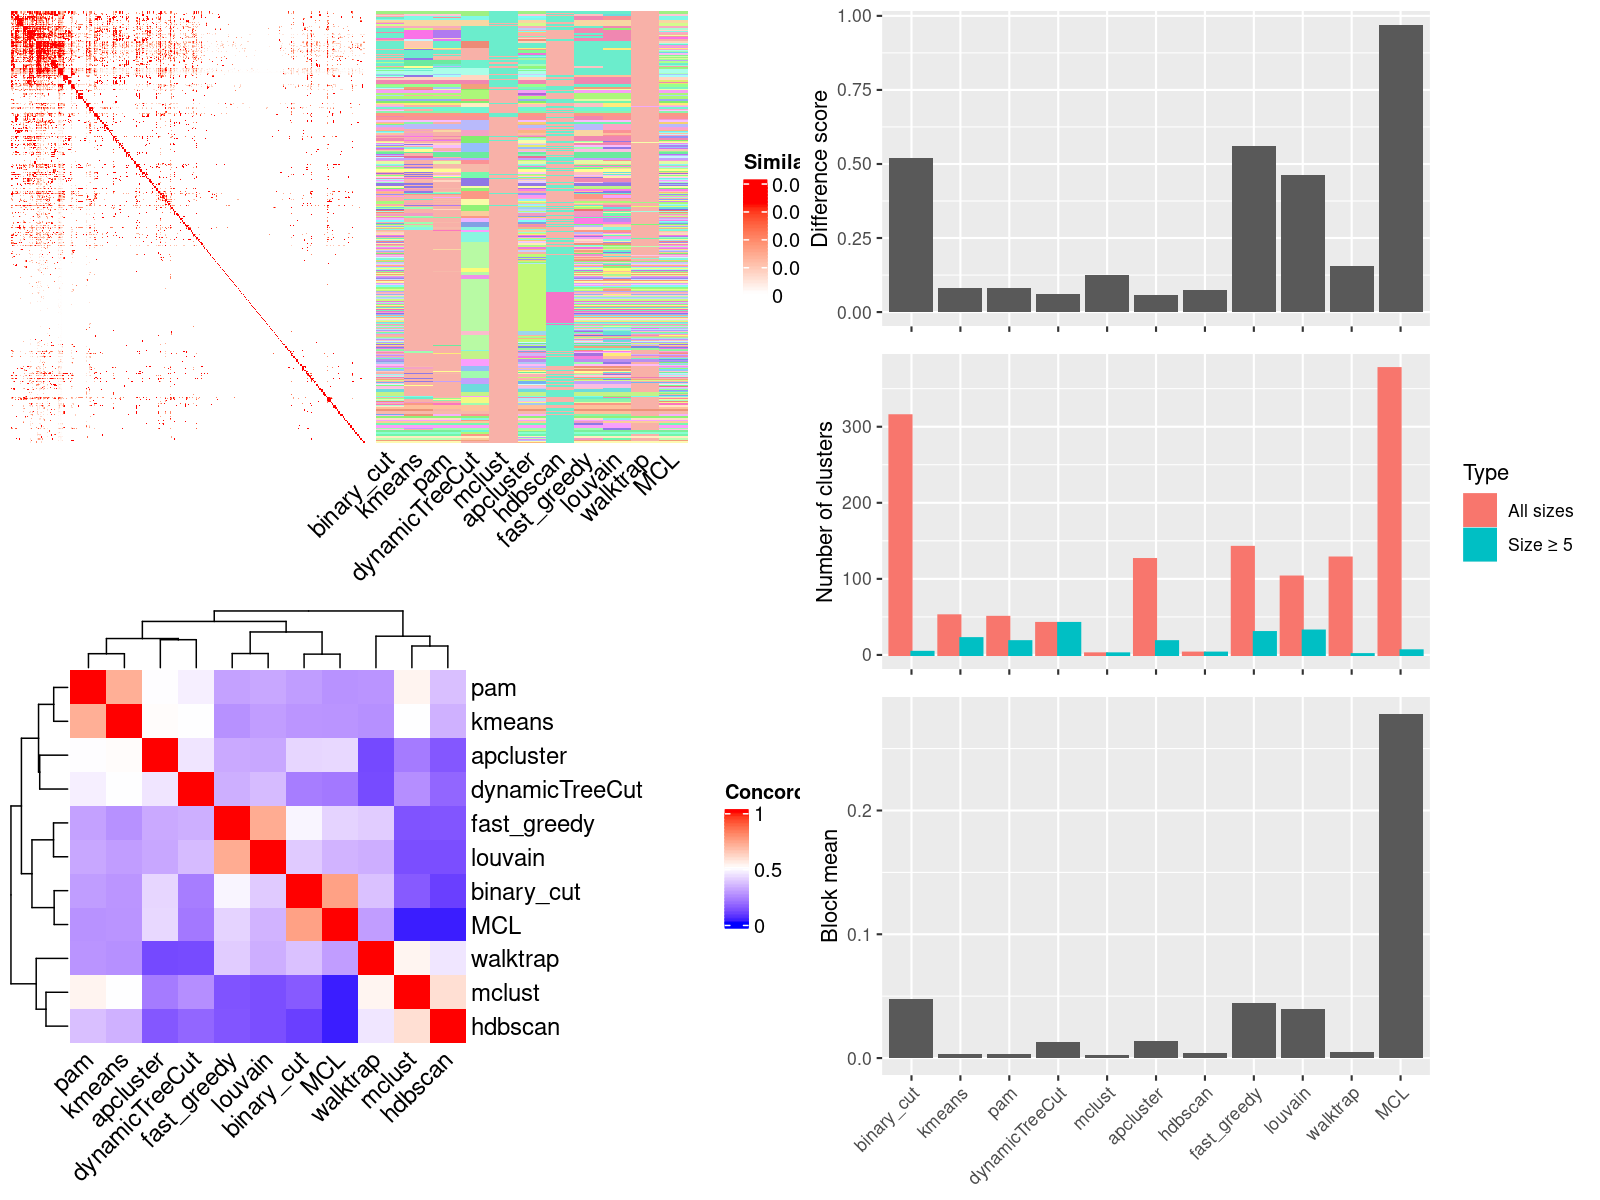 Simila
0.0
0.0
0.0
0.0
0
binary_cut
kmeans
pam
dynamicTreeCut
mclust
apcluster
hdbscan
fast_greedy
louvain
walktrap
MCL
pam
kmeans
apcluster
dynamicTreeCut
fast_greedy
louvain
binary_cut
MCL
walktrap
mclust
hdbscan
pam
kmeans
apcluster
dynamicTreeCut
fast_greedy
louvain
binary_cut
MCL
walktrap
mclust
hdbscan
Concord
1
0.5
0
Difference score
1.00
0.75
0.50
0.25
0.00
Number of clusters
300
200
100
0
Type
All sizes
Size ≥ 5
Block mean
0.2
0.1
0.0
binary_cut
kmeans
pam
dynamicTreeCut
mclust
apcluster
hdbscan
fast_greedy
louvain
walktrap
MCL